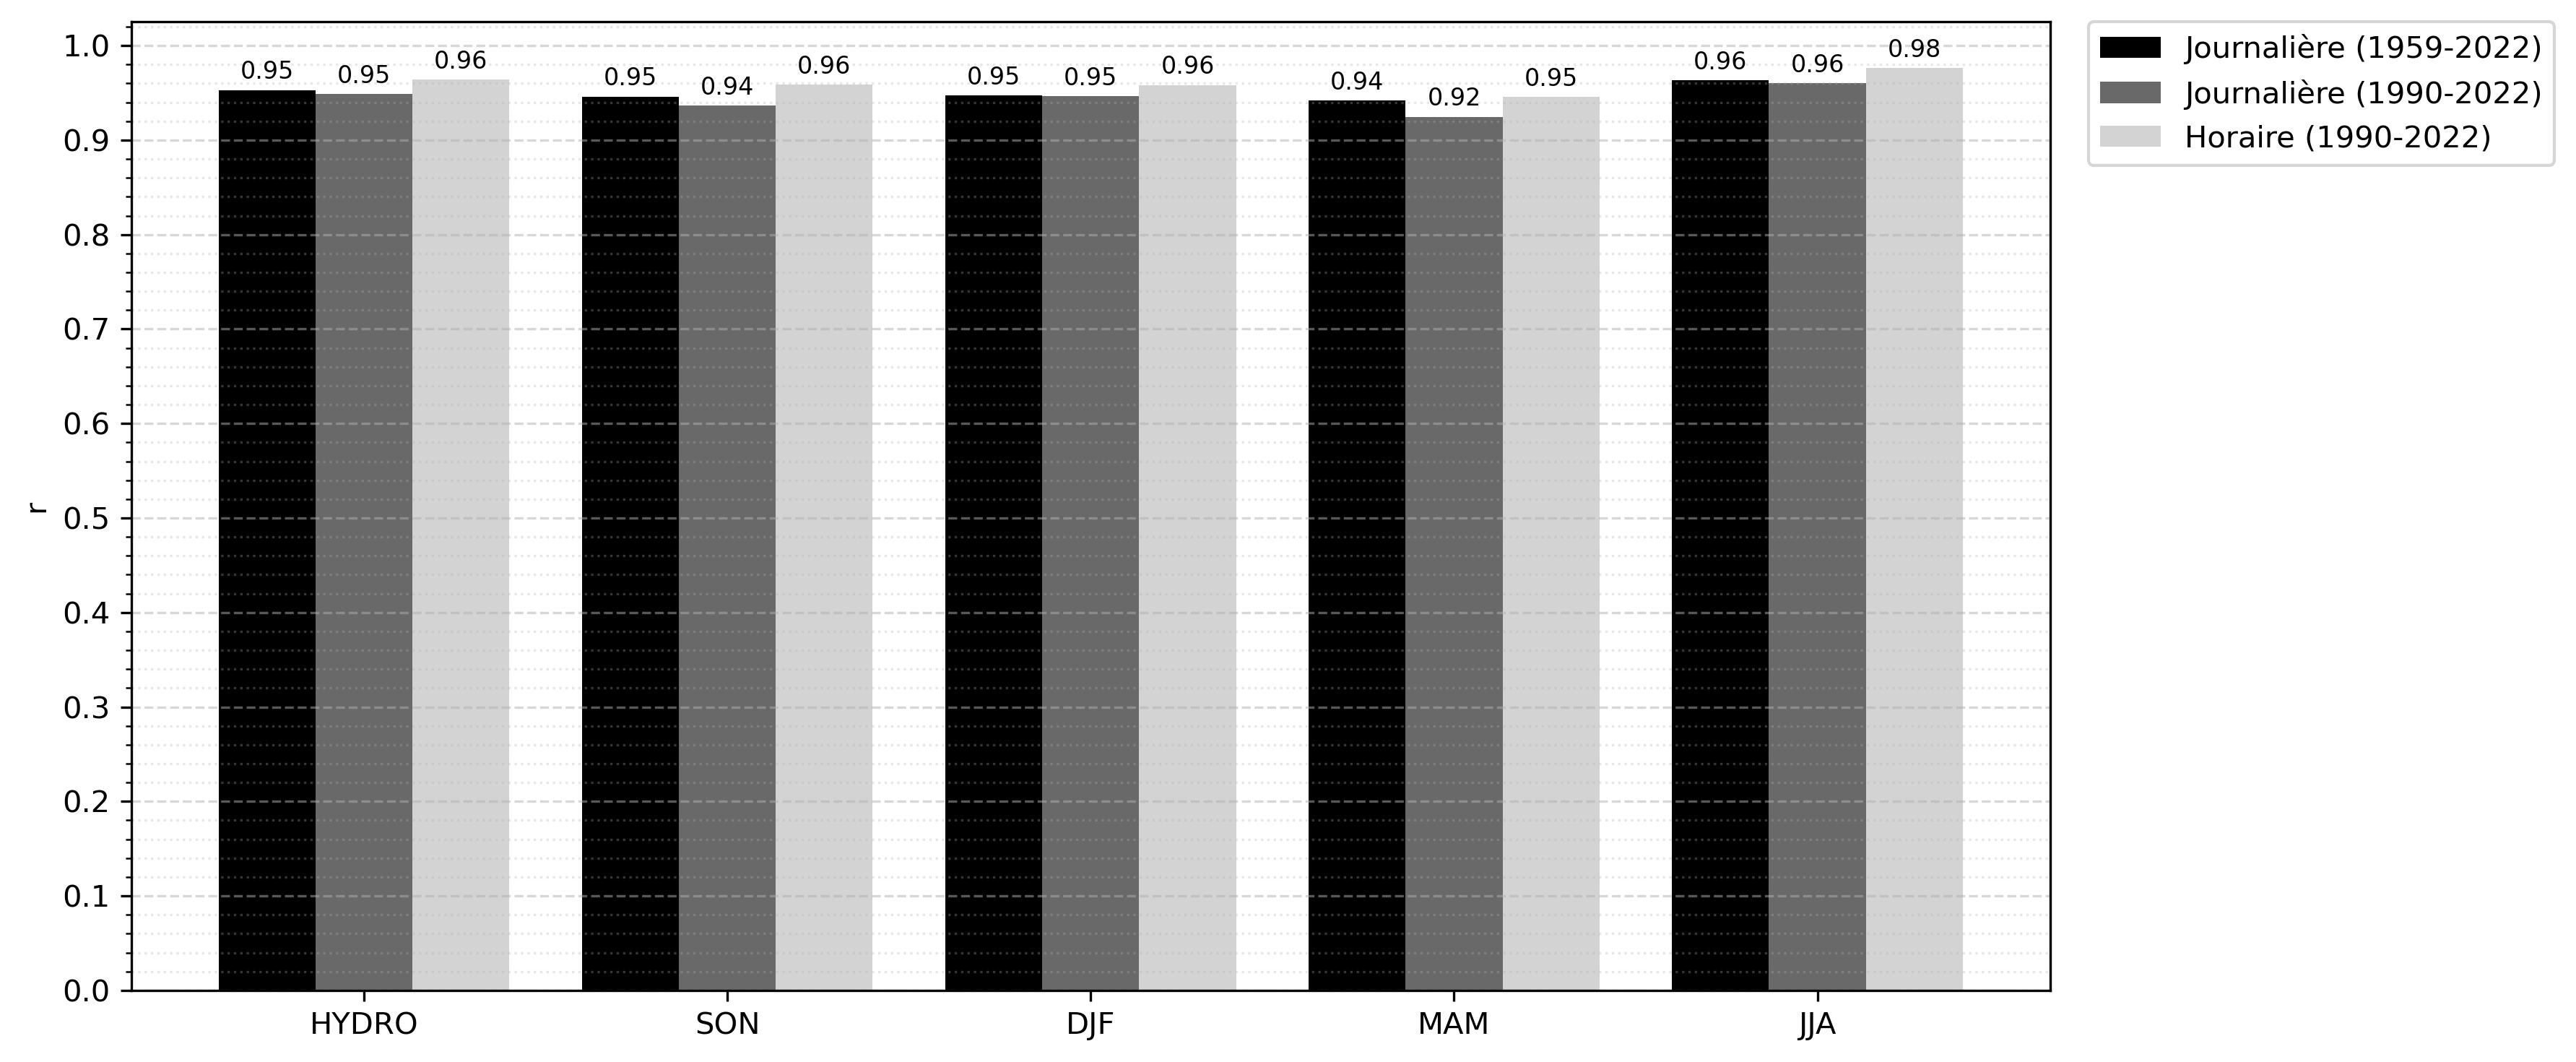 r
1.0
0.9
0.8
0.7
0.6
0.5
0.4
0.3
0.2
0.1
0.0
0.95 0.95 0.96 0.95 0.94 0.96 0.95 0.95 0.96 0.94 0.92 0.95 0.96 0.96 0.98
HYDRO SON DJF MAM JJA
Journalière (1959-2022)
Journalière (1990-2022)
Horaire (1990-2022)